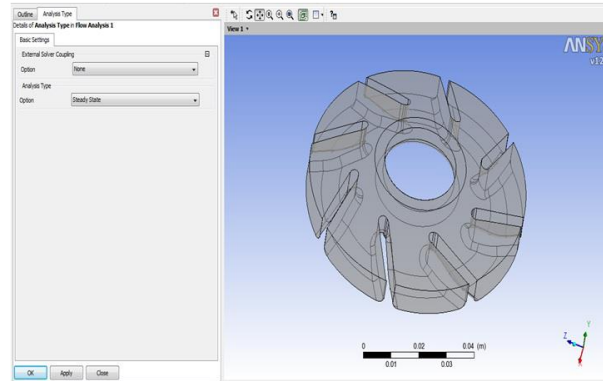 Outline
Analysis Type
Details of Analysis Type in Flow Analysis 1
Basic Settings
External Solver Coupling
Option
None
Analysis Type
Option
Steady State
OK
Apply
Close
View 1
ANSY
v12
0
0.02
0.04 (m)
0.01
0.03
Y
Z